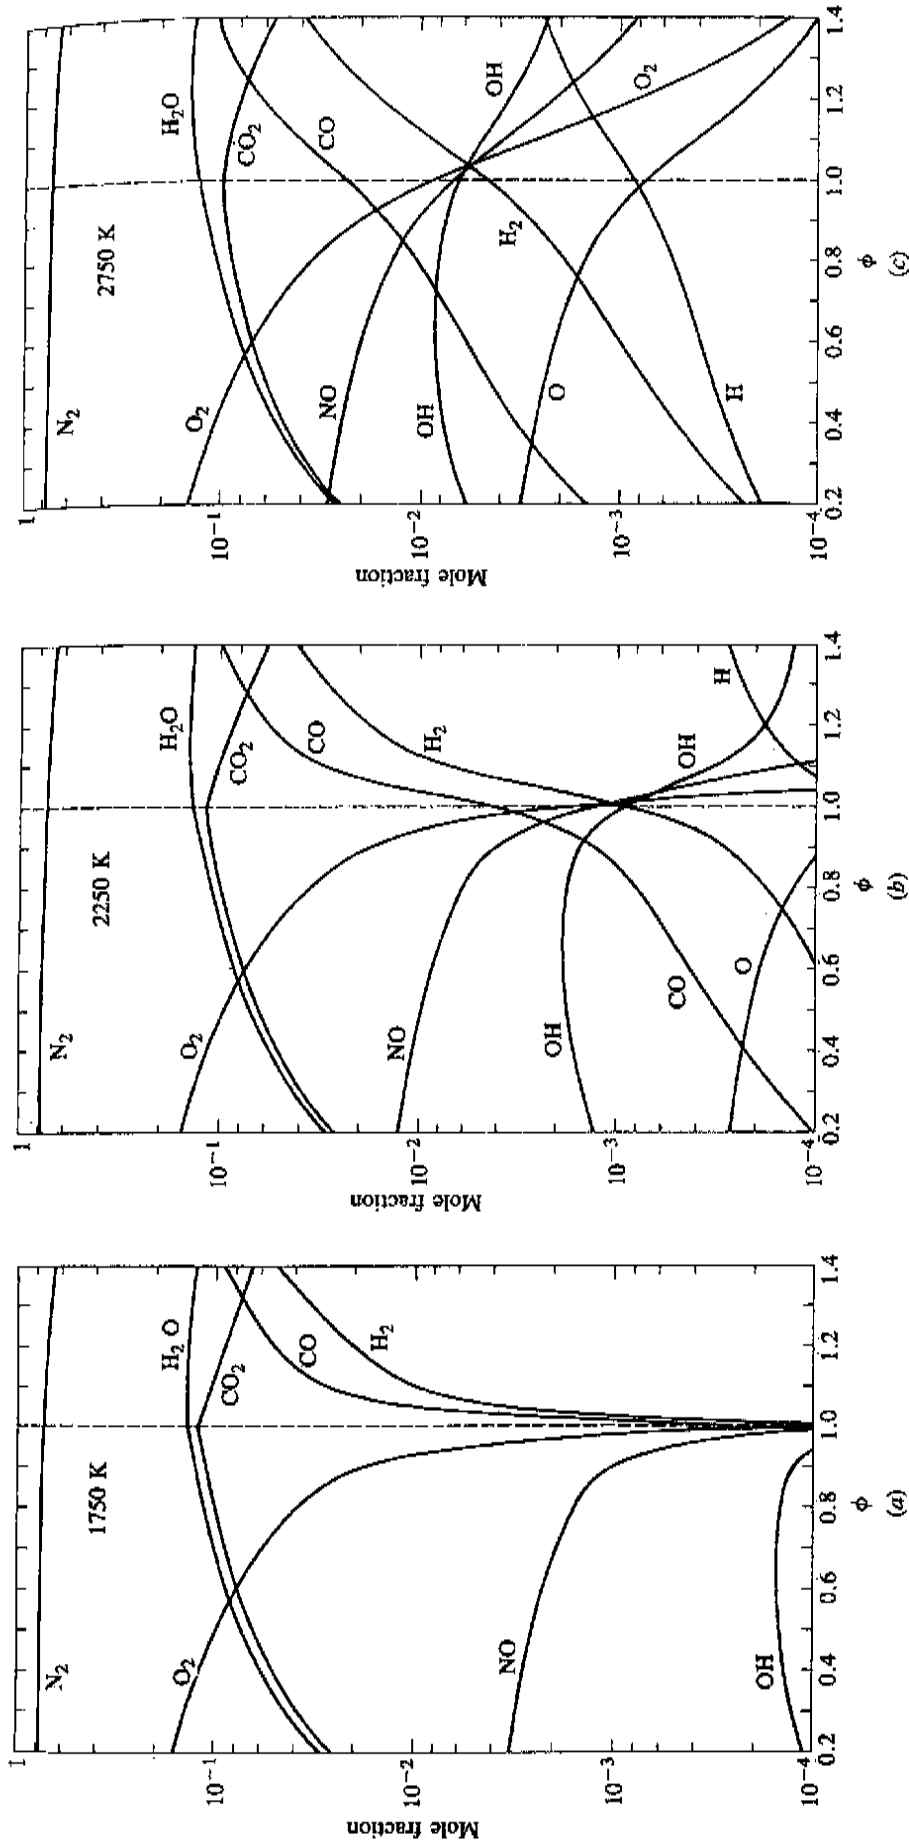 1
10⁻¹
10⁻²
10⁻³
10⁻⁴
Mole fraction
N₂
1750 K
H₂O
CO₂
O₂
CO
H₂
NO
OH
0.2
0.4
0.6
0.8
1.0
1.2
1.4
ϕ
(a)
1
10⁻¹
10⁻²
10⁻³
10⁻⁴
Mole fraction
N₂
2250 K
H₂O
CO₂
O₂
CO
H₂
NO
OH
OH
O
H
CO
0.2
0.4
0.6
0.8
1.0
1.2
1.4
ϕ
(b)
1
10⁻¹
10⁻²
10⁻³
10⁻⁴
Mole fraction
N₂
2750 K
H₂O
CO₂
O₂
CO
NO
OH
OH
H₂
O
O₂
H
0.2
0.4
0.6
0.8
1.0
1.2
1.4
ϕ
(c)